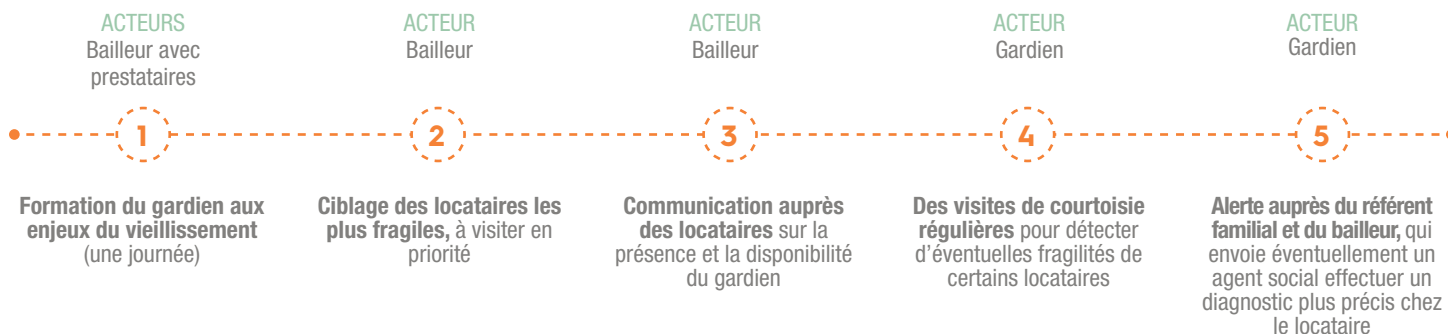 ACTEURS
Bailleur avec
prestataires
1
Formation du gardien aux
enjeux du vieillissement
(une journée)
ACTEUR
Bailleur
2
Ciblage des locataires les
plus fragiles, à visiter en
priorité
ACTEUR
Bailleur
3
Communication auprès
des locataires sur la
présence et la disponibilité
du gardien
ACTEUR
Gardien
4
Des visites de courtoisie
régulières pour détecter
d'éventuelles fragilités de
certains locataires
ACTEUR
Gardien
5
Alerte auprès du référent
familial et du bailleur, qui
envoie éventuellement un
agent social effectuer un
diagnostic plus précis chez
le locataire